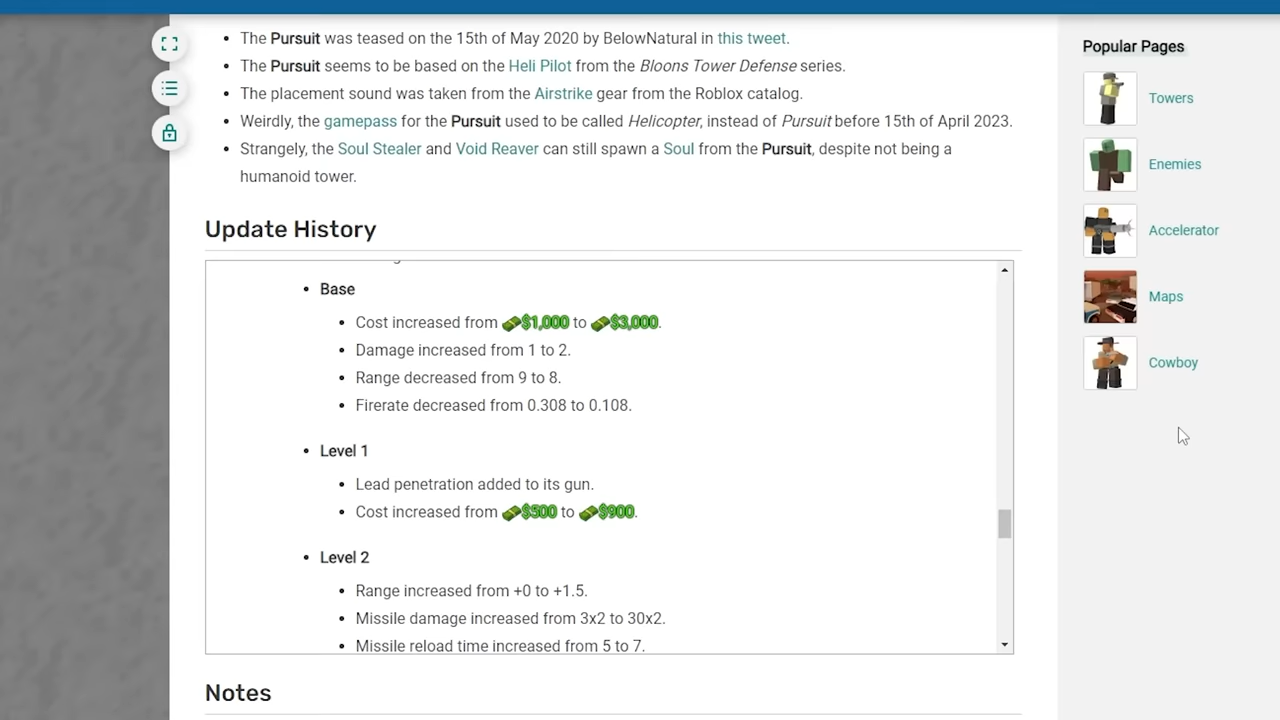 The Pursuit was teased on the 15th of May 2020 by BelowNatural in this tweet.
The Pursuit seems to be based on the Heli Pilot from the Bloons Tower Defense series.
The placement sound was taken from the Airstrike gear from the Roblox catalog.
Weirdly, the gamepass for the Pursuit used to be called Helicopter, instead of Pursuit before 15th of April 2023.
Strangely, the Soul Stealer and Void Reaver can still spawn a Soul from the Pursuit, despite not being a
humanoid tower.
Update History
Base
Cost increased from $1,000 to $3,000.
Damage increased from 1 to 2.
Range decreased from 9 to 8.
Firerate decreased from 0.308 to 0.108.
Level 1
Lead penetration added to its gun.
Cost increased from $500 to $900.
Level 2
Range increased from +0 to +1.5.
Missile damage increased from 3x2 to 30x2.
Missile reload time increased from 5 to 7.
Notes
Popular Pages
Towers
Enemies
Accelerator
Maps
Cowboy